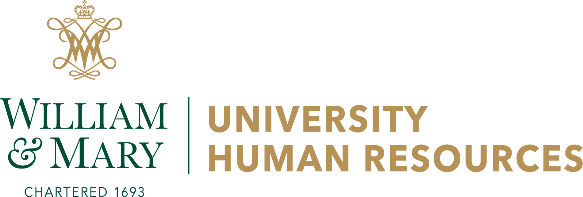 WILLIAM
& MARY
CHARTERED 1693
UNIVERSITY
HUMAN RESOURCES